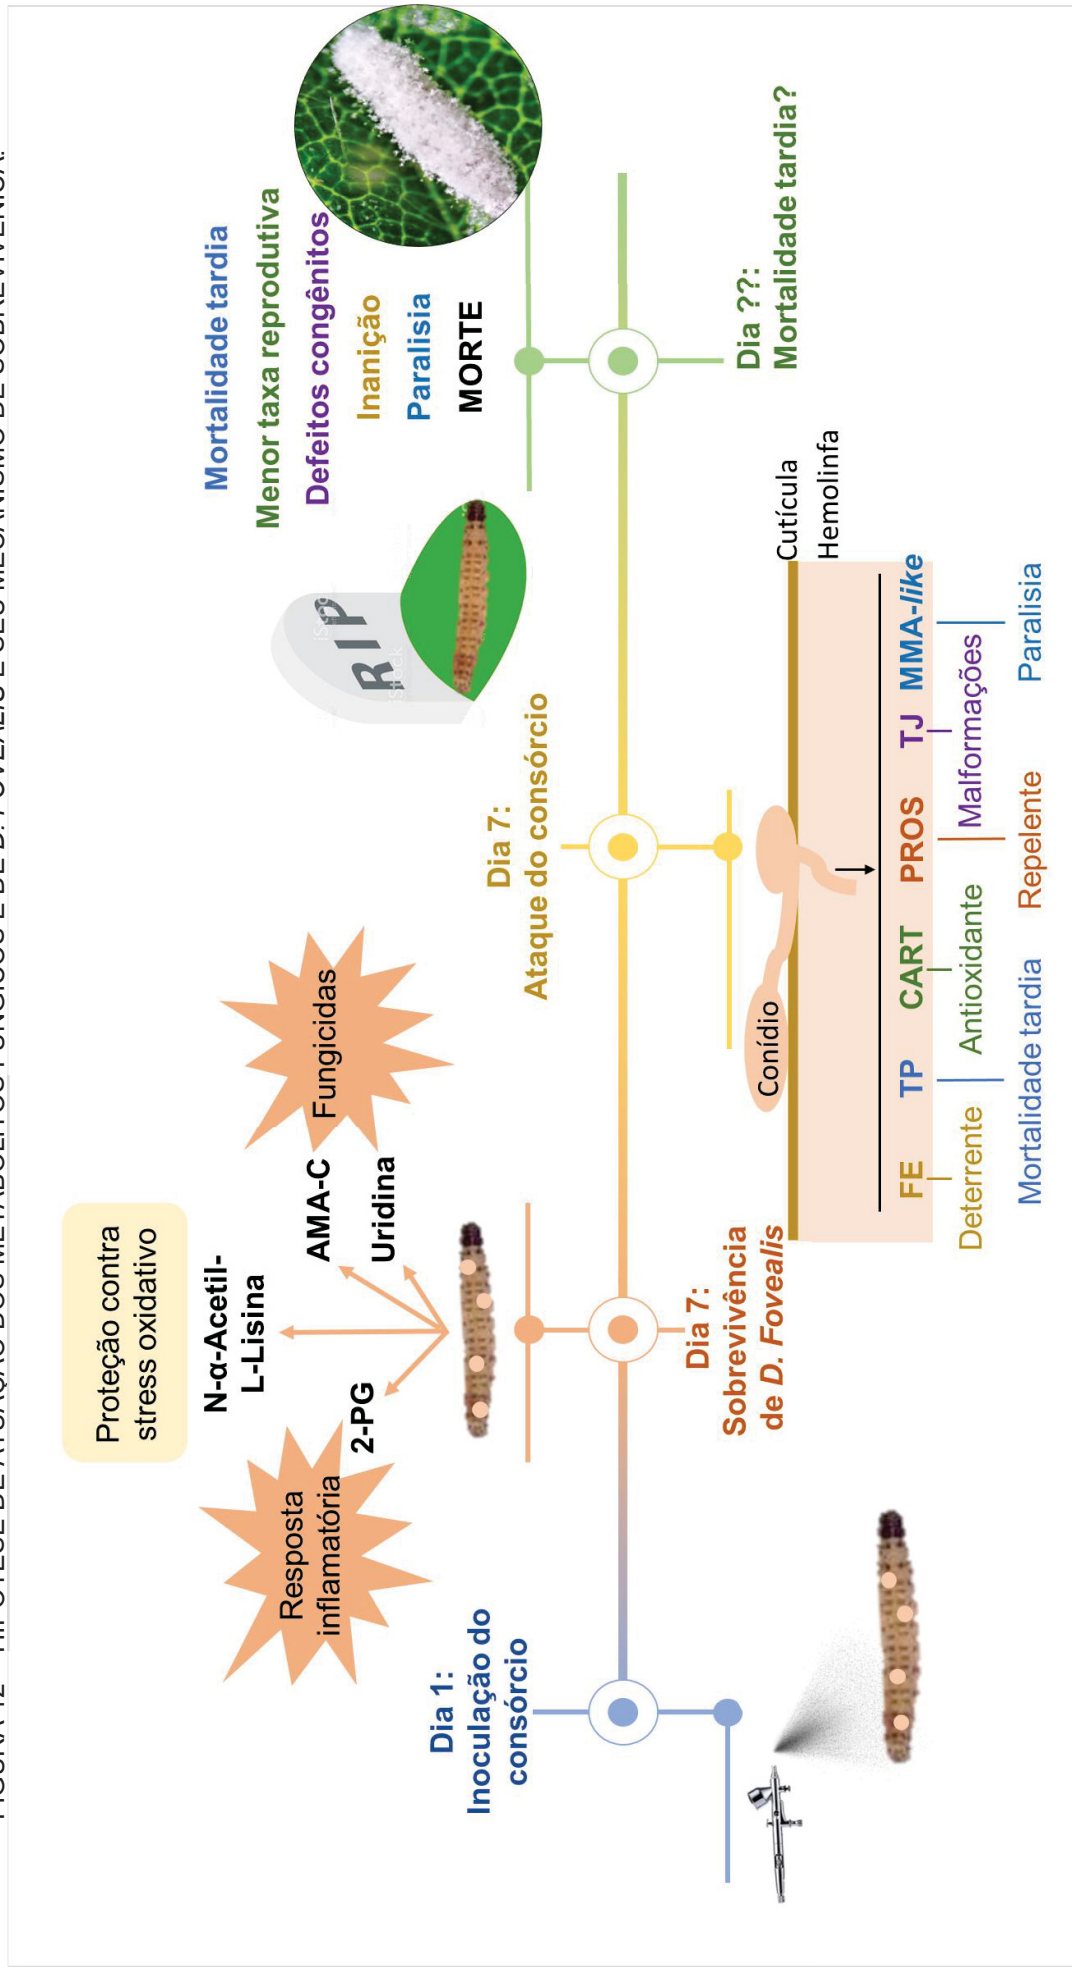 Dia 1:
Inoculação do
consórcio
Resposta
inflamatória
Proteção contra
stress oxidativo
N-α-Acetil-
L-Lisina
2-PG
AMA-C
Uridina
Fungicidas
Dia 7:
Sobrevivência
de D. Fovealis
Dia 7:
Ataque do consórcio
Conídio
Cutícula
Hemolinfa
FE TP CART PROS TJ MMA-like
Deterrente
Antioxidante
Malformações
Mortalidade tardia
Repelente
Paralisia
RIP
iStock
Mortalidade tardia
Menor taxa reprodutiva
Defeitos congênitos
Inanição
Paralisia
MORTE
Dia ??:
Mortalidade tardia?